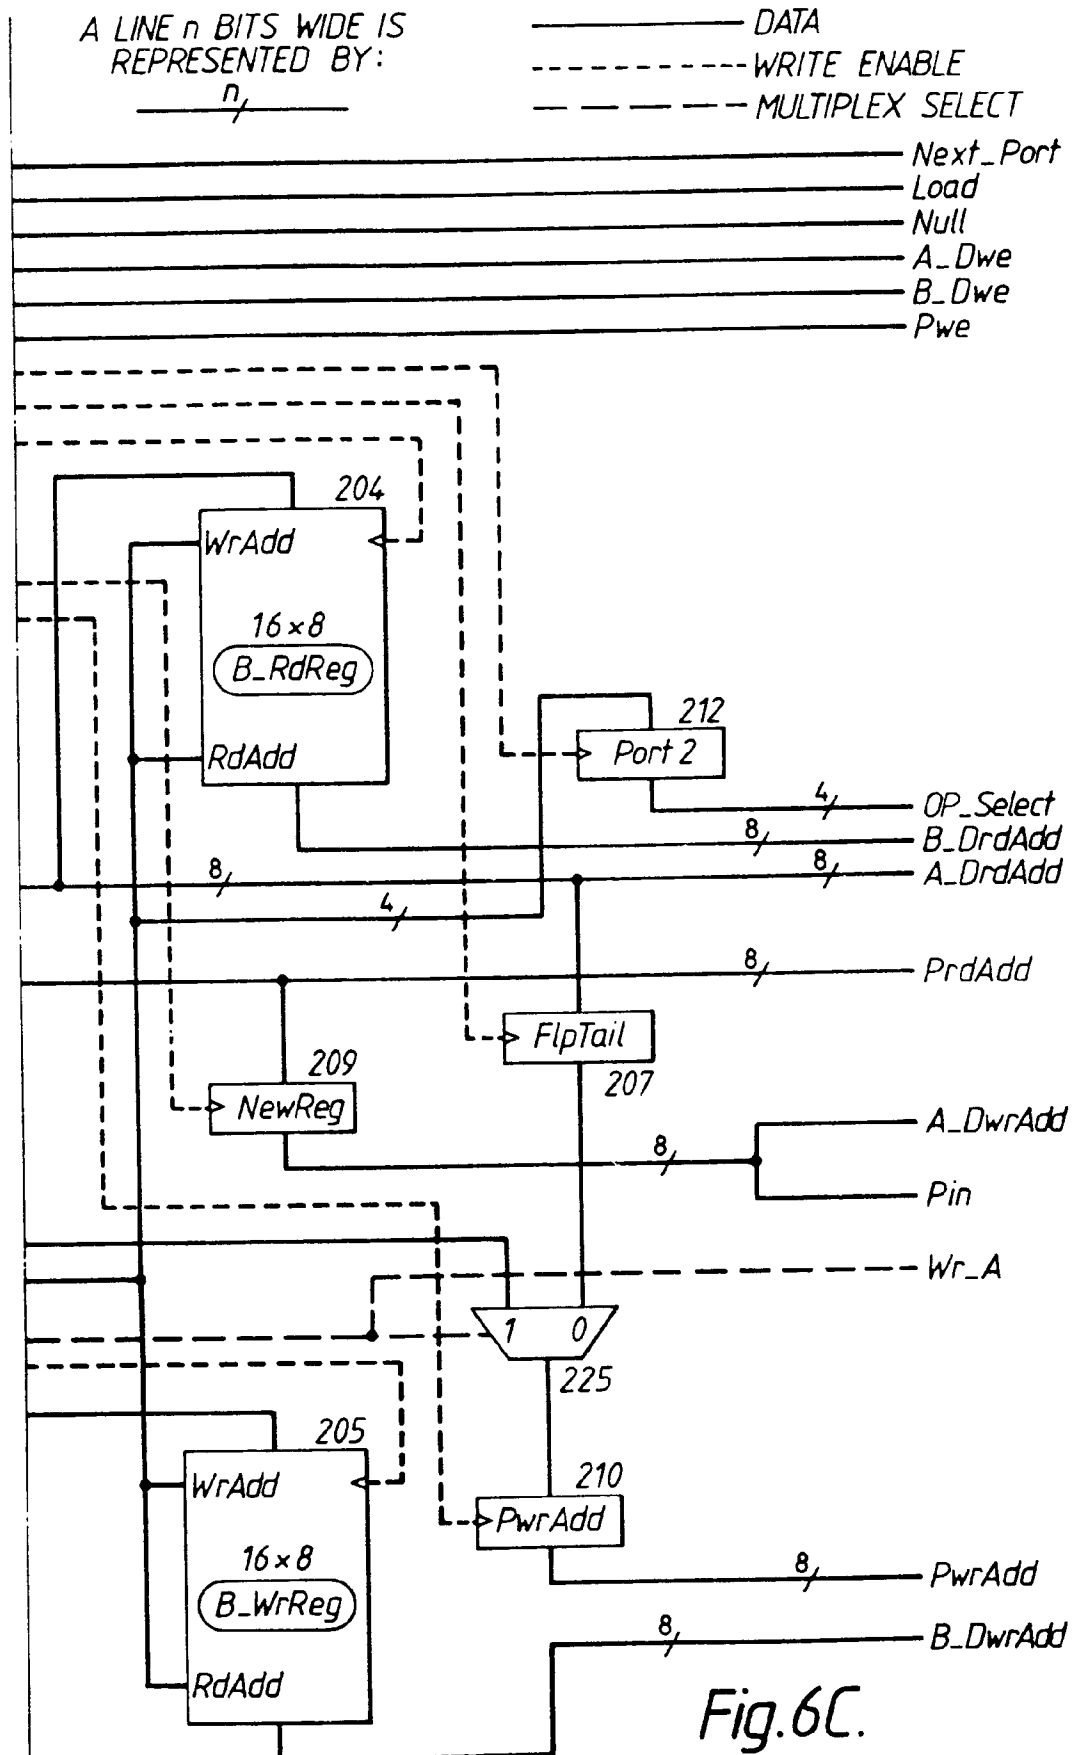 A LINE n BITS WIDE IS
REPRESENTED BY:
n
DATA
WRITE ENABLE
MULTIPLEX SELECT
Next_Port
Load
Null
A_Dwe
B_Dwe
Pwe
204
WrAdd
16×8
B_RdReg
RdAdd
212
Port 2
4
OP_Select
8
B_DrdAdd
8
8
A_DrdAdd
4
8
PrdAdd
FlpTail
207
209
NewReg
A_DwrAdd
8
Pin
Wr_A
1 0
225
205
WrAdd
210
PwrAdd
16×8
B_WrReg
8
PwrAdd
8
B_DwrAdd
RdAdd
Fig.6C.